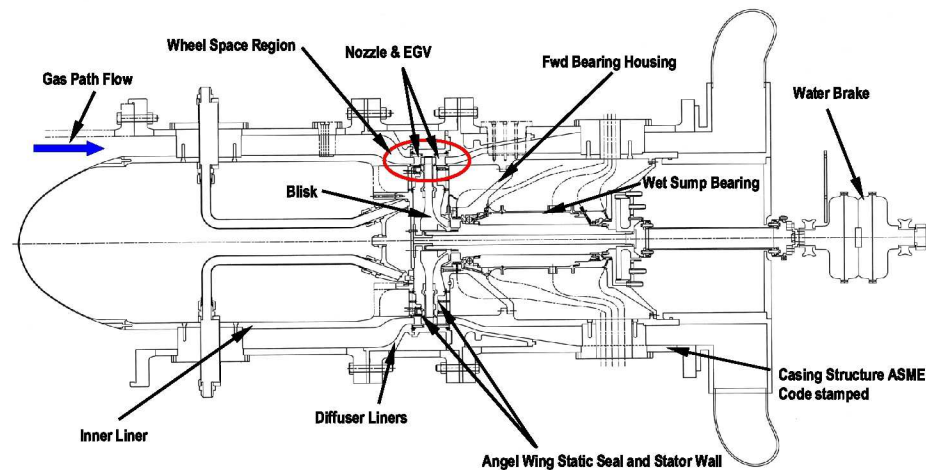 Wheel Space Region
Nozzle & EGV
Fwd Bearing Housing
Gas Path Flow
Water Brake
Blisk
Wet Sump Bearing
Inner Liner
Diffuser Liners
Angel Wing Static Seal and Stator Wall
Casing Structure ASME
Code stamped